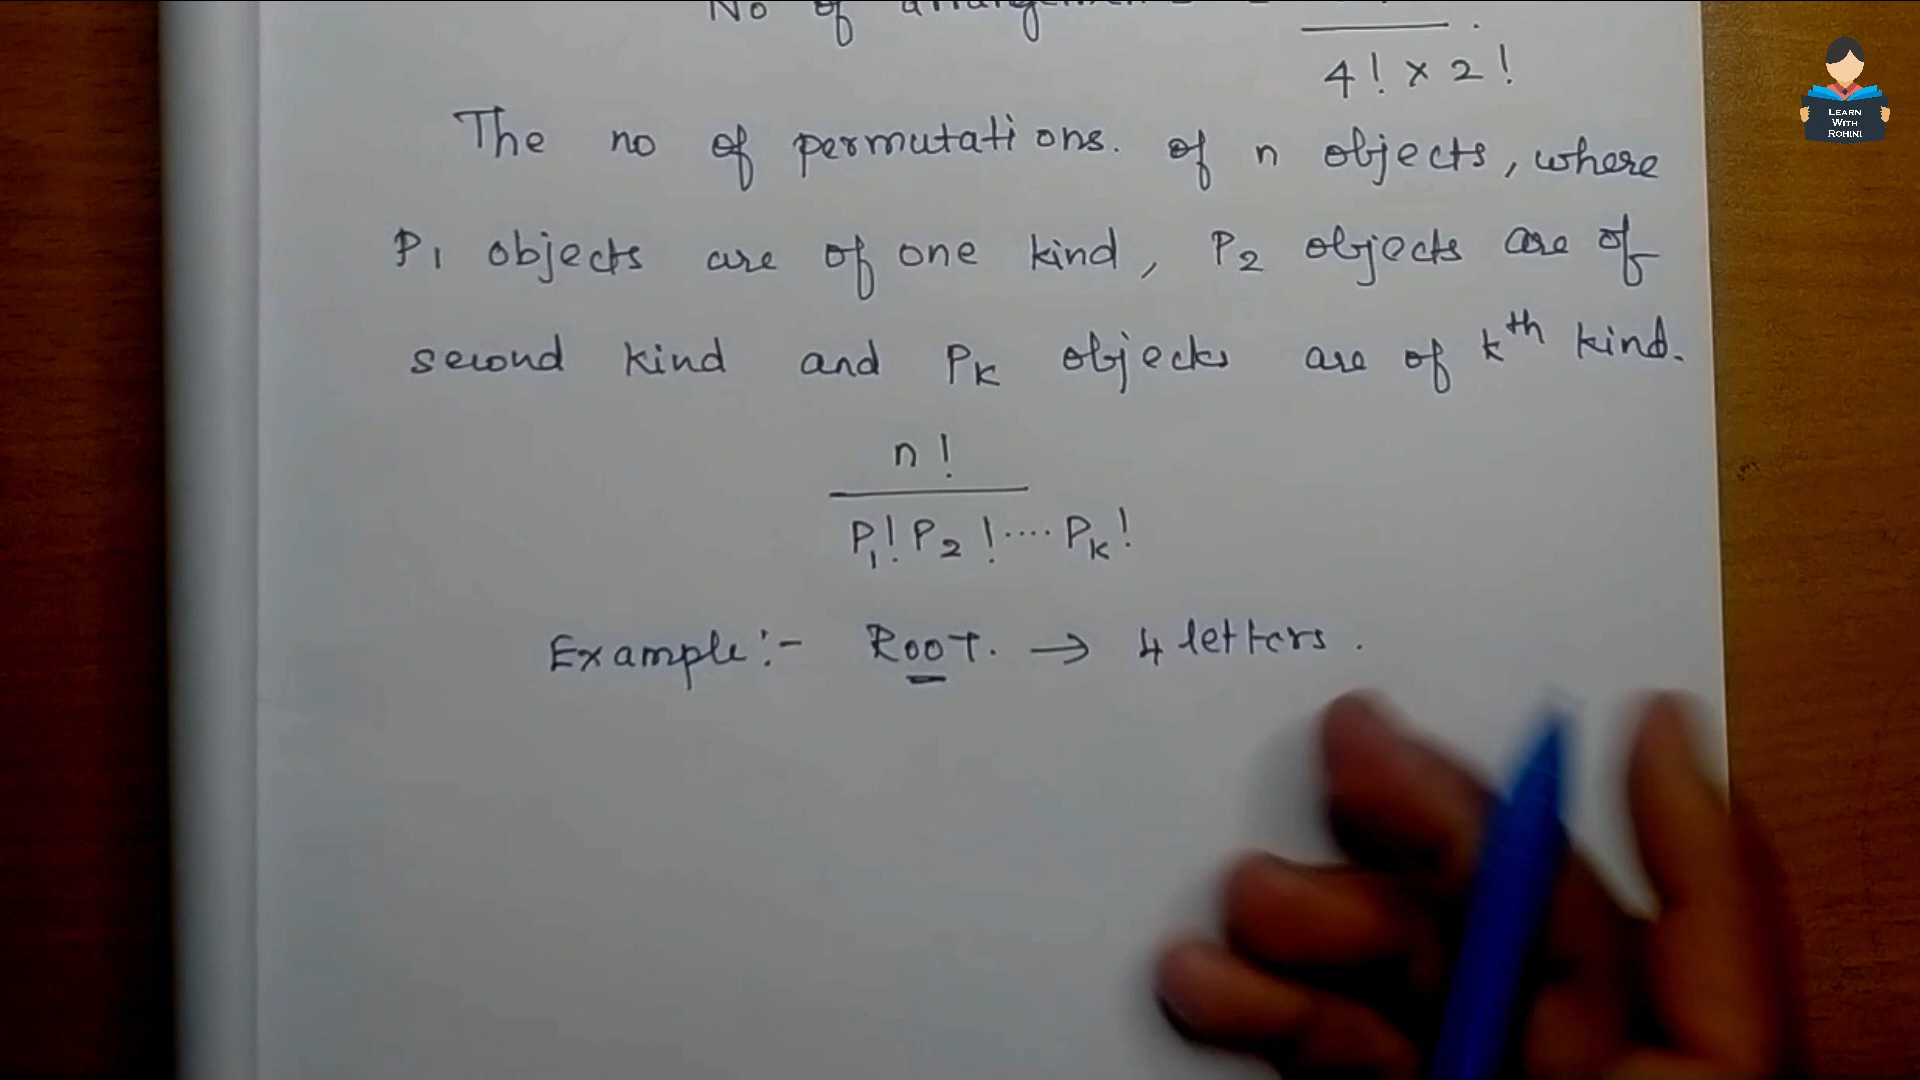 No of
4! x 2!
The no of permutations. of n objects, where
P1 objects are of one kind, P2 objects are of
second kind and Pk objects are of kth kind.
n!
P1! P2! .... Pk!
Example:- ROOT. → 4 letters.
LEARN
WITH
ROHINI